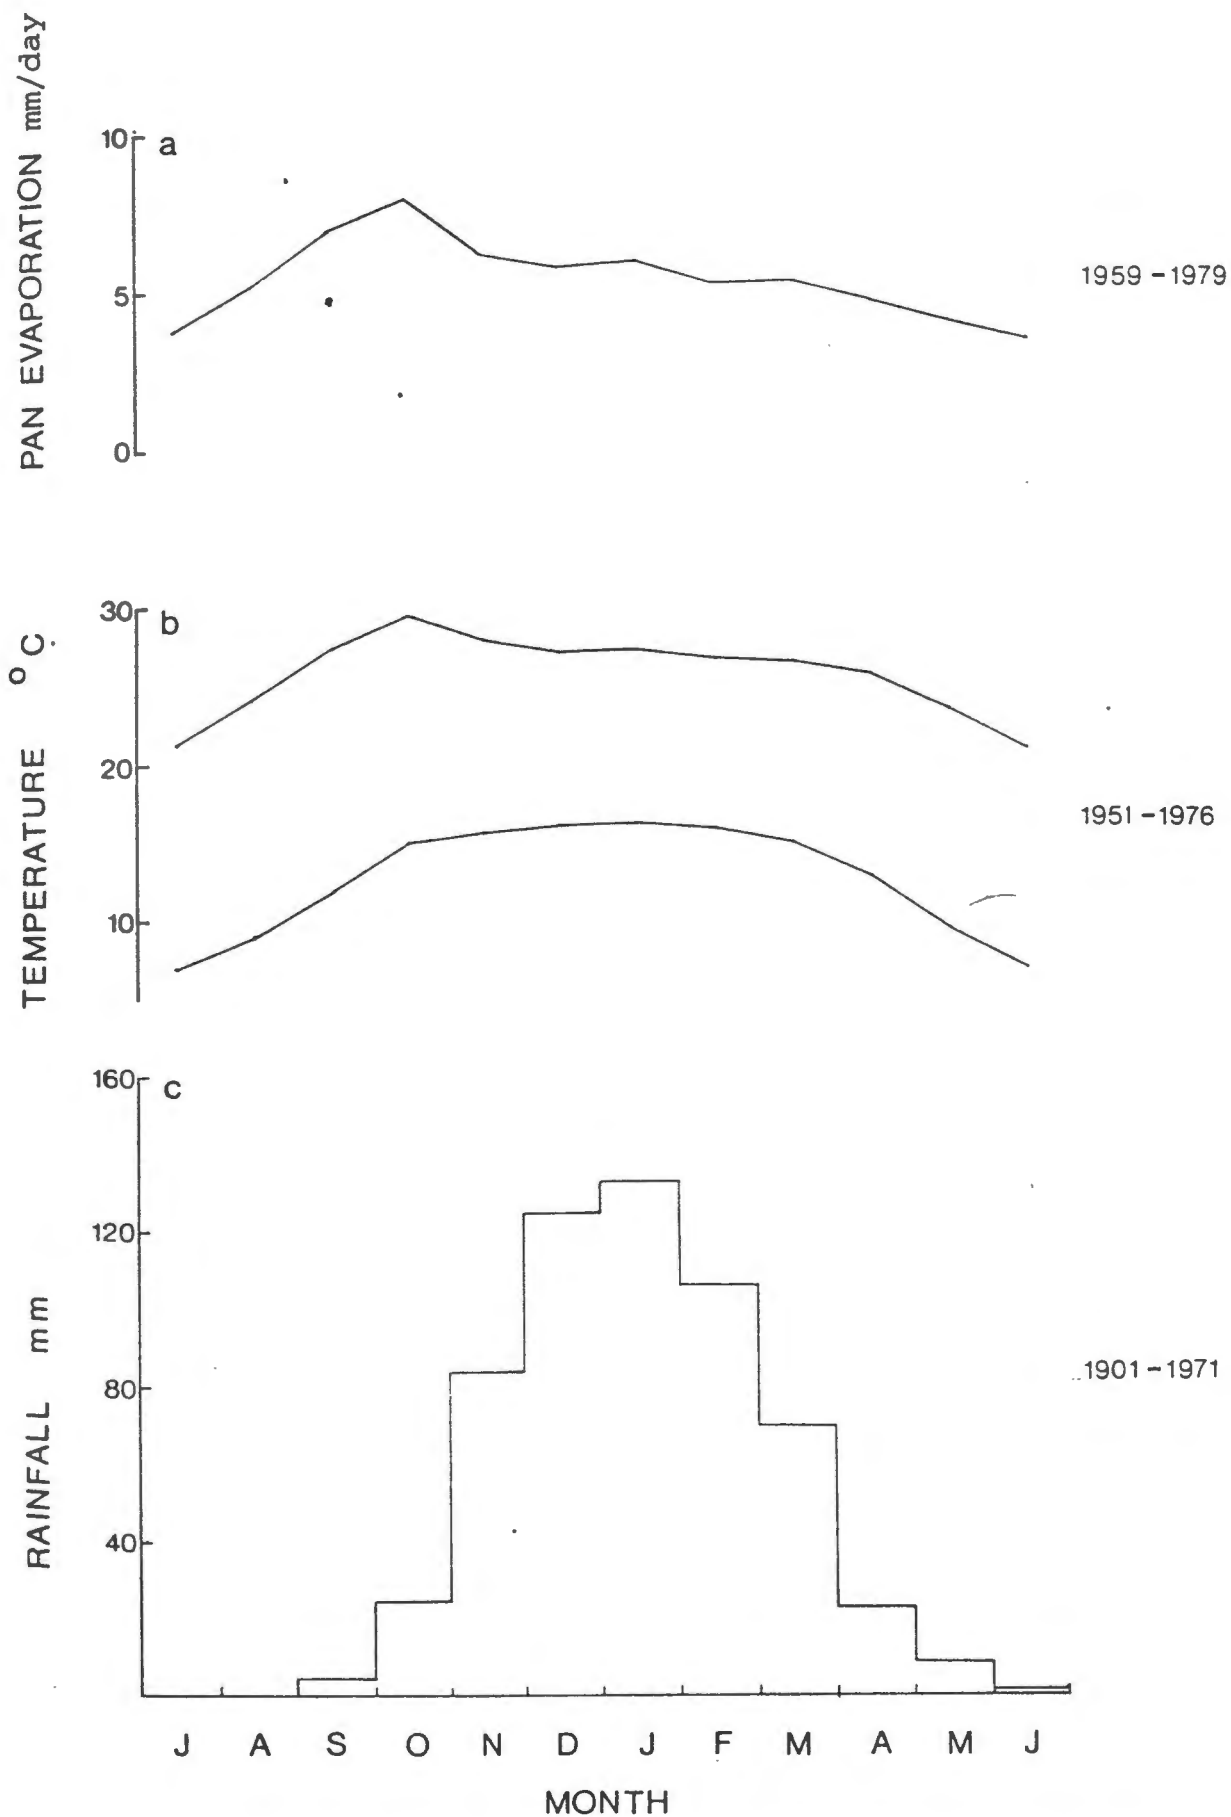 PAN EVAPORATION mm/day
a
10
5
0
1959 – 1979
TEMPERATURE °C
b
30
20
10
1951 – 1976
RAINFALL mm
c
160
120
80
40
1901 – 1971
J A S O N D J F M A M J
MONTH